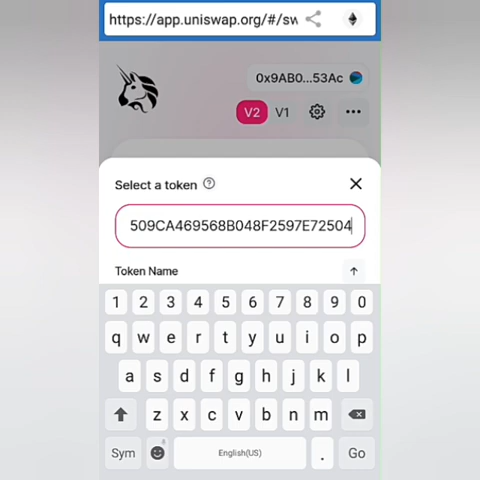 https://app.uniswap.org/#/sw
0x9AB0...53Ac
V2 V1
Select a token ?
509CA469568B048F2597E72504
Token Name
1 2 3 4 5 6 7 8 9 0
q w e r t y u i o p
a s d f g h j k l
z x c v b n m
Sym English(US) . Go